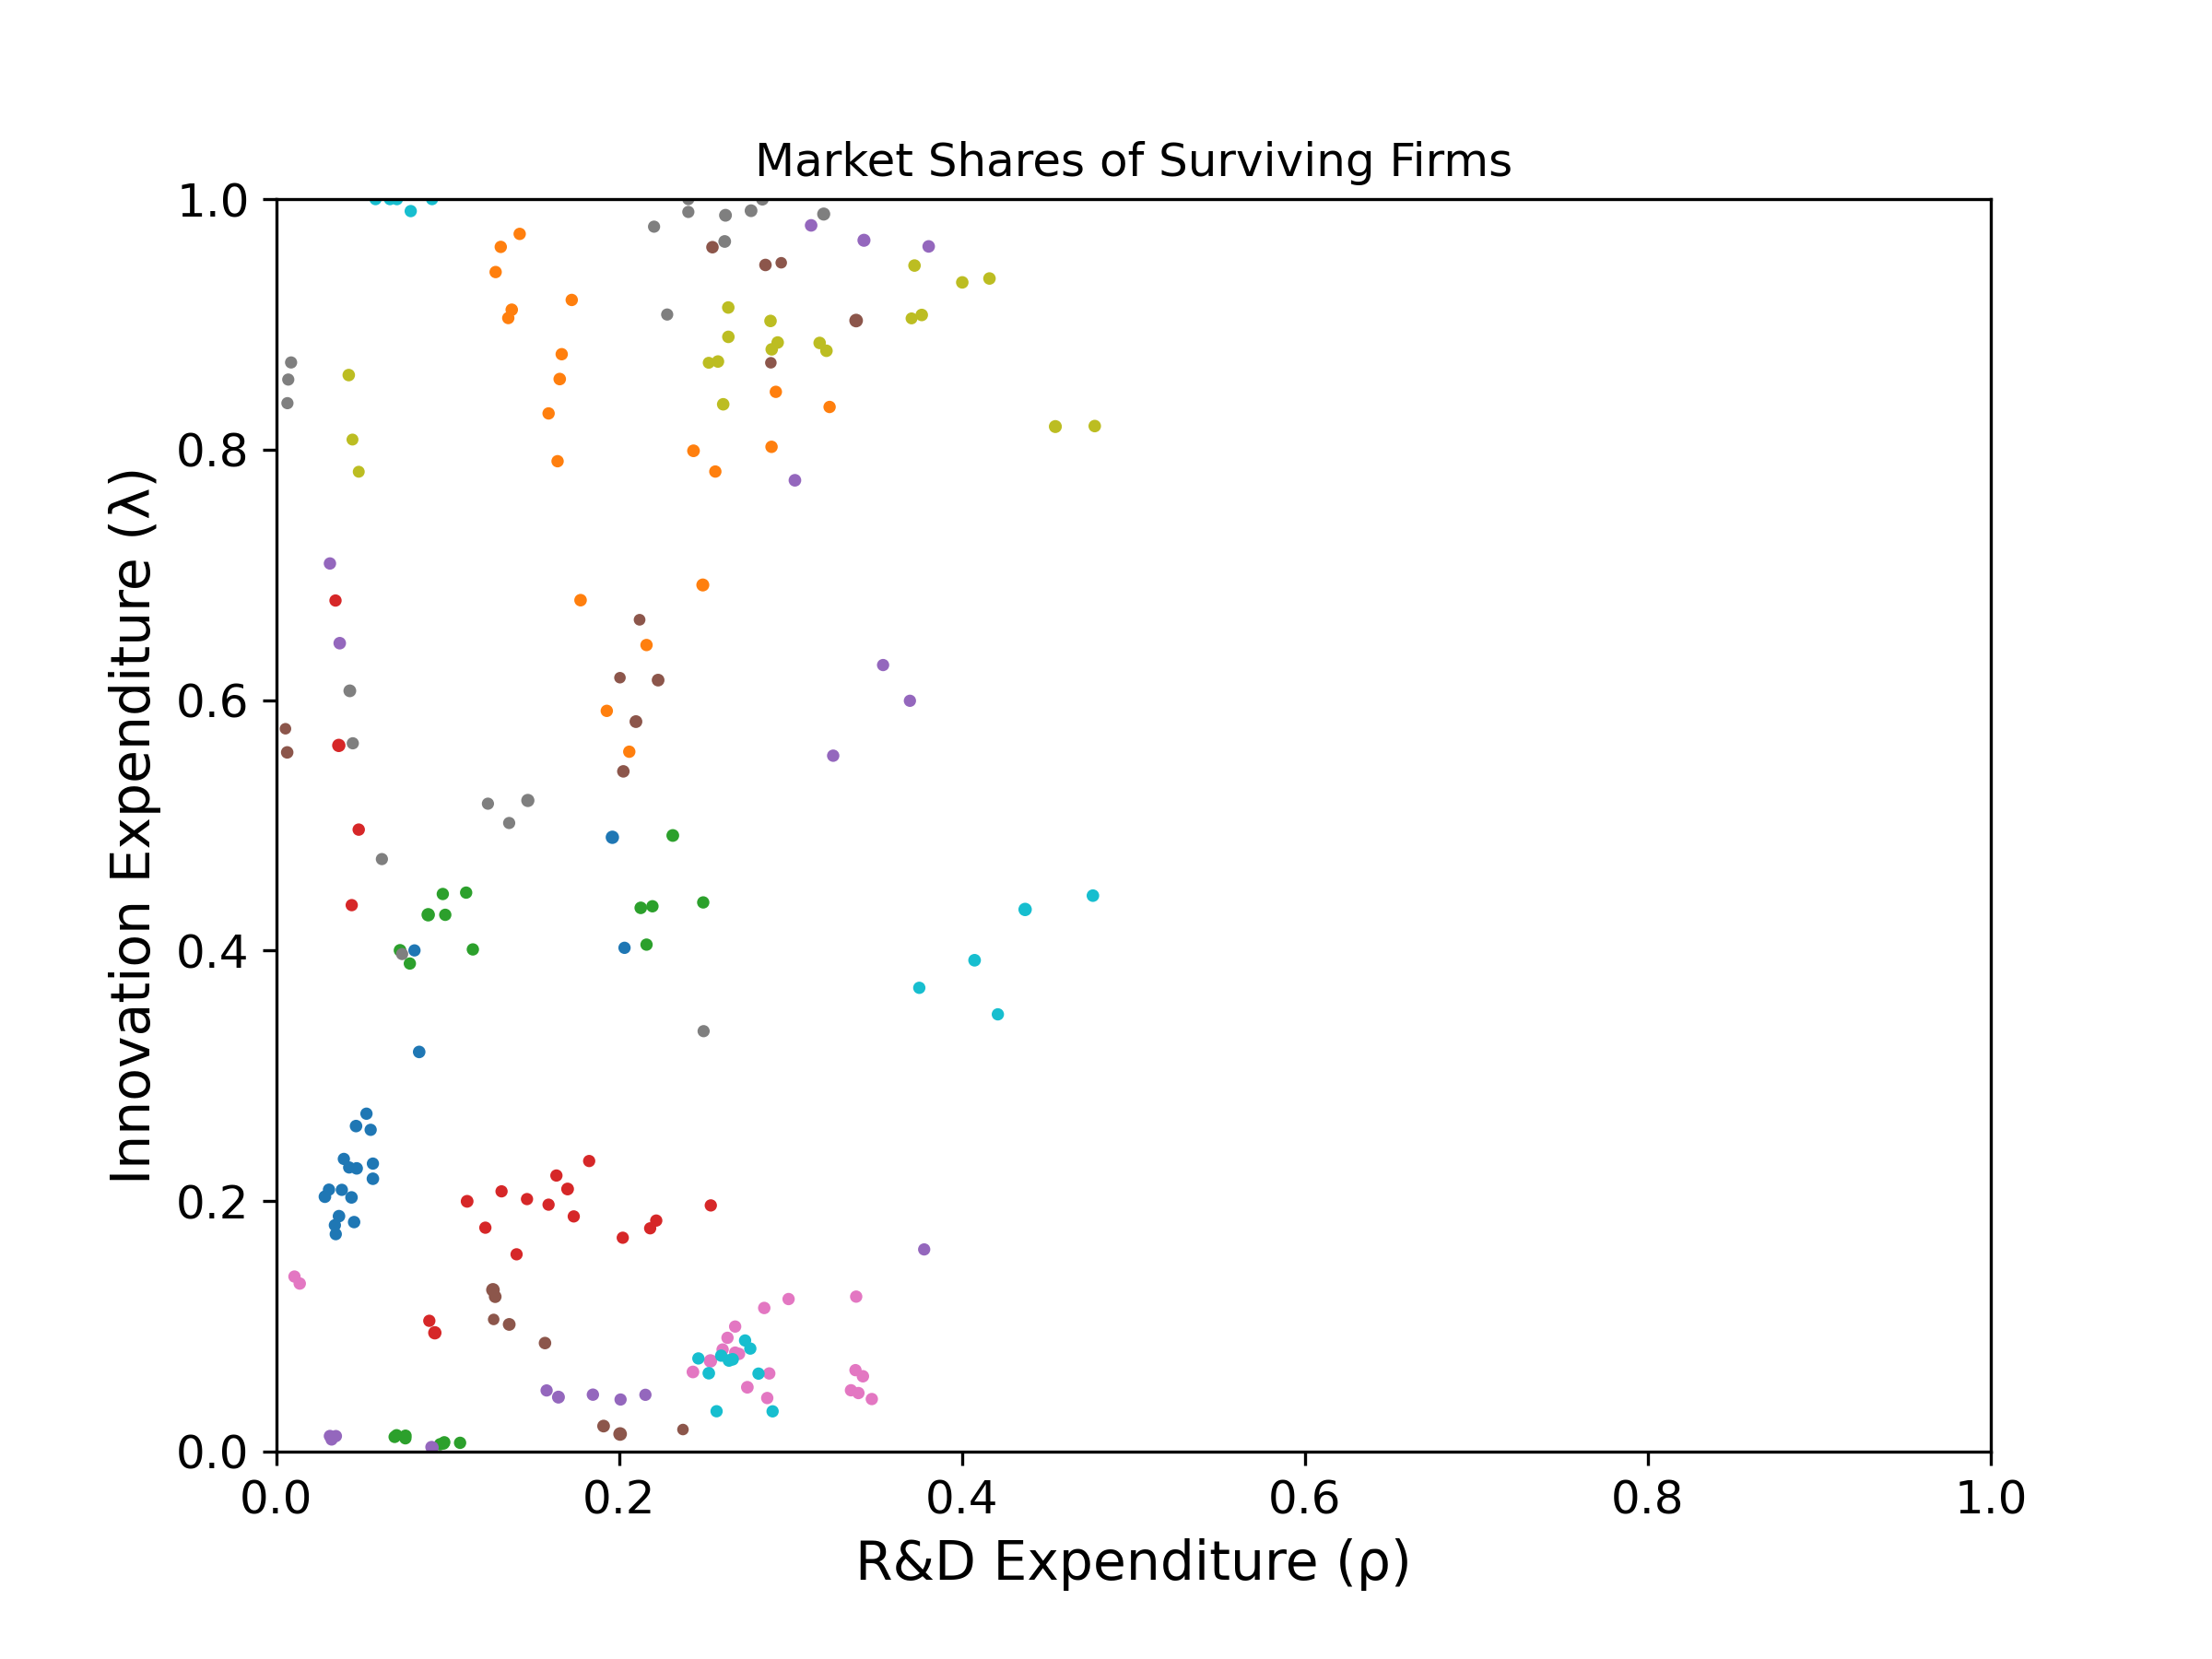 Market Shares of Surviving Firms
1.0
0.8
0.6
0.4
0.2
0.0
Innovation Expenditure (λ)
0.0 0.2 0.4 0.6 0.8 1.0
R&D Expenditure (ρ)